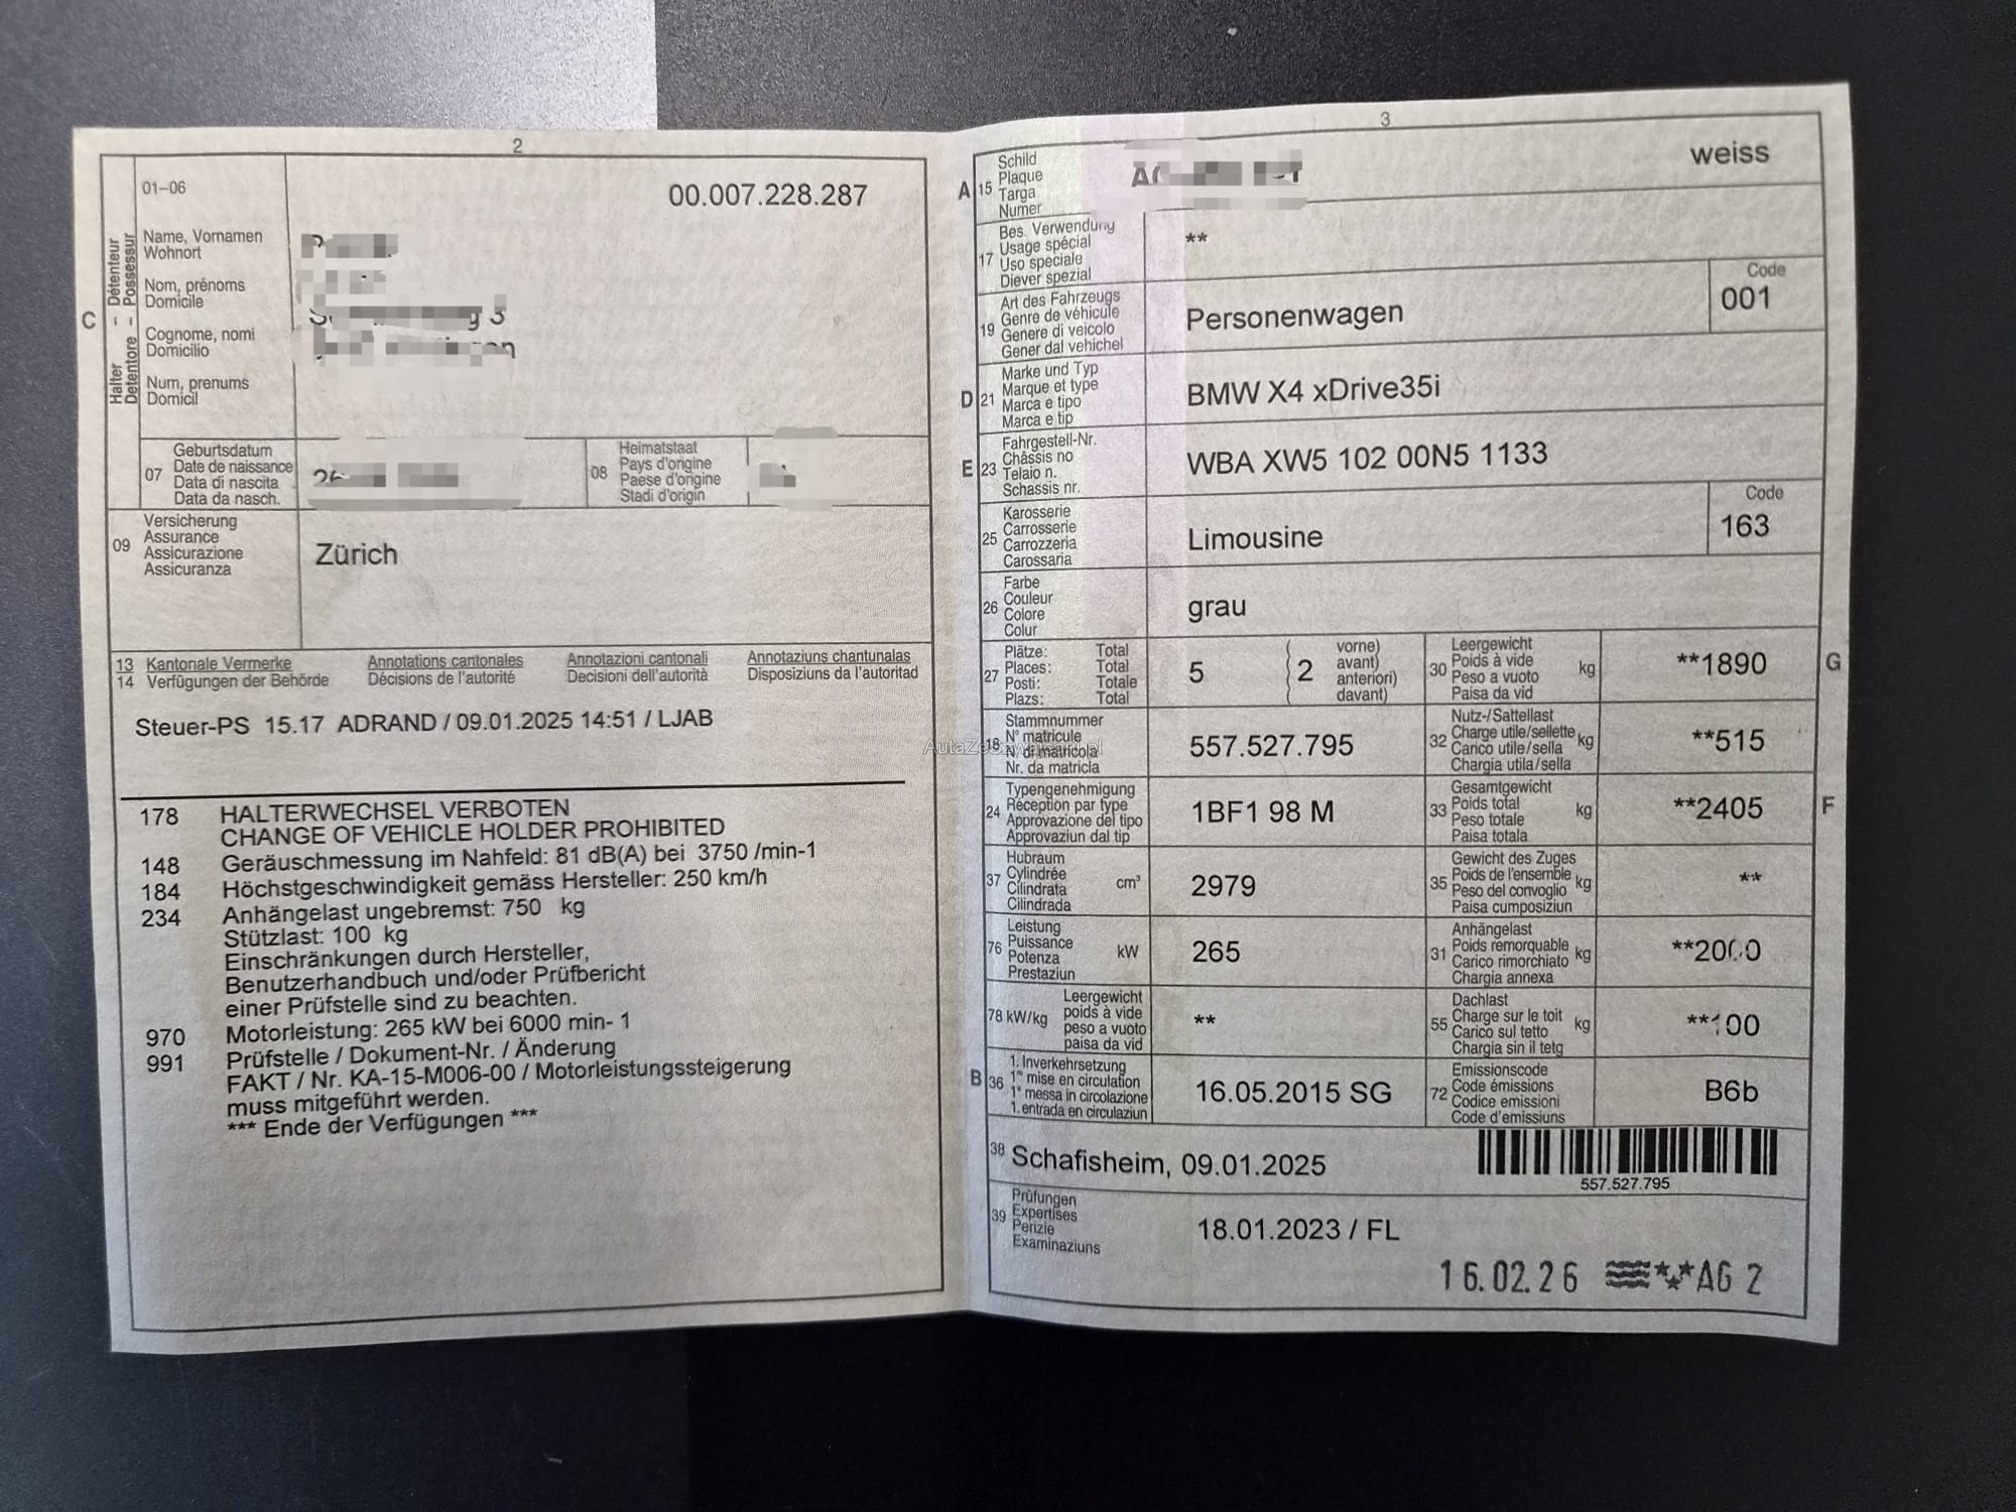 2
01-06
00.007.228.287
C
Halter - Détenteur
Detentore - Possessur
Name, Vornamen
Wohnort
Nom, prénoms
Domicile
Cognome, nomi
Domicilio
Num, prenums
Domicil
07
Geburtsdatum
Date de naissance
Data di nascita
Data da nasch.
08
Heimatstaat
Pays d'origine
Paese d'origine
Stadi d'origin
09
Versicherung
Assurance
Assicurazione
Assicuranza
Zürich
13 Kantonale Vermerke Annotations cantonales Annotazioni cantonali Annotaziuns chantunalas
14 Verfügungen der Behörde Décisions de l'autorité Decisioni dell'autorità Disposiziuns da l'autoritad
Steuer-PS 15.17 ADRAND / 09.01.2025 14:51 / LJAB
178 HALTERWECHSEL VERBOTEN
CHANGE OF VEHICLE HOLDER PROHIBITED
148 Geräuschmessung im Nahfeld: 81 dB(A) bei 3750 /min-1
184 Höchstgeschwindigkeit gemäss Hersteller: 250 km/h
234 Anhängelast ungebremst: 750 kg
Stützlast: 100 kg
Einschränkungen durch Hersteller,
Benutzerhandbuch und/oder Prüfbericht
einer Prüfstelle sind zu beachten.
970 Motorleistung: 265 kW bei 6000 min- 1
991 Prüfstelle / Dokument-Nr. / Änderung
FAKT / Nr. KA-15-M006-00 / Motorleistungssteigerung
muss mitgeführt werden.
*** Ende der Verfügungen ***
3
A 15
Schild
Plaque
Targa
Numer
weiss
17
Bes. Verwendung
Usage spécial
Uso speciale
Diever spezial
**
19
Art des Fahrzeugs
Genre de véhicule
Genere di veicolo
Gener dal vehichel
Personenwagen
Code
001
D 21
Marke und Typ
Marque et type
Marca e tipo
Marca e tip
BMW X4 xDrive35i
E 23
Fahrgestell-Nr.
Châssis no
Telaio n.
Schassis nr.
WBA XW5 102 00N5 1133
25
Karosserie
Carrosserie
Carrozzeria
Carossaria
Limousine
Code
163
26
Farbe
Couleur
Colore
Colur
grau
27
Plätze: Total
Places: Total
Posti: Totale
Plazs: Total
5
2
vorne)
avant)
anteriori)
davant)
30
Leergewicht
Poids à vide
Peso a vuoto
Paisa da vid
kg
**1890
G
18
Stammnummer
N° matricule
N. di matricola
Nr. da matricla
557.527.795
32
Nutz-/Sattellast
Charge utile/sellette
Carico utile/sella
Chargia utila/sella
kg
**515
24
Typengenehmigung
Réception par type
Approvazione del tipo
Approvaziun dal tip
1BF1 98 M
33
Gesamtgewicht
Poids total
Peso totale
Paisa totala
kg
**2405
F
37
Hubraum
Cylindrée
Cilindrata
Cilindrada
cm³
2979
35
Gewicht des Zuges
Poids de l'ensemble
Peso del convoglio
Paisa cumposiziun
kg
**
76
Leistung
Puissance
Potenza
Prestaziun
kW
265
31
Anhängelast
Poids remorquable
Carico rimorchiato
Chargia annexa
kg
**2000
78 kW/kg
Leergewicht
poids à vide
peso a vuoto
paisa da vid
**
55
Dachlast
Charge sur le toit
Carico sul tetto
Chargia sin il tetg
kg
**100
B 36
1. Inverkehrsetzung
1re mise en circulation
1a messa in circolazione
1. entrada en circulaziun
16.05.2015 SG
72
Emissionscode
Code émissions
Codice emissioni
Code d'emissiuns
B6b
38 Schafisheim, 09.01.2025
557.527.795
39
Prüfungen
Expertises
Perizie
Examinaziuns
18.01.2023 / FL
16.02.26 AG 2